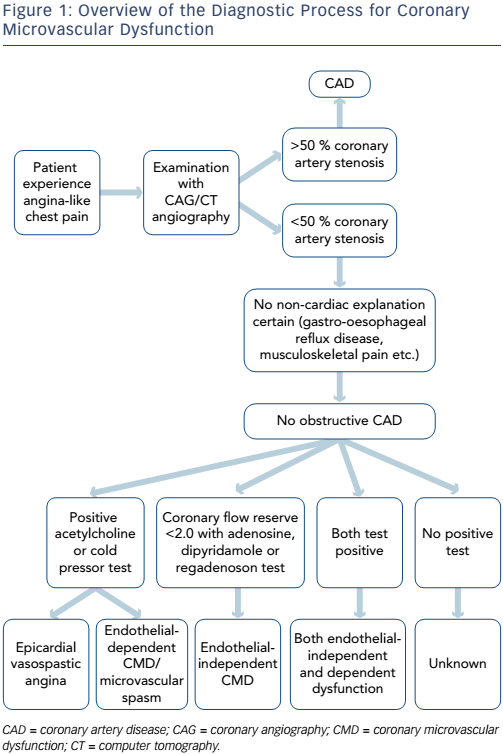 Figure 1: Overview of the Diagnostic Process for Coronary
Microvascular Dysfunction
CAD
>50 % coronary
artery stenosis
Patient
experience
angina-like
chest pain
Examination
with
CAG/CT
angiography
<50 % coronary
artery stenosis
No non-cardiac explanation
certain (gastro-oesophageal
reflux disease,
musculoskeletal pain etc.)
No obstructive CAD
Positive
acetylcholine
or cold
pressor test
Coronary flow reserve
<2.0 with adenosine,
dipyridamole or
regadenoson test
Both test
positive
No positive
test
Epicardial
vasospastic
angina
Endothelial-
dependent
CMD/
microvascular
spasm
Endothelial-
independent
CMD
Both endothelial-
independent
and dependent
dysfunction
Unknown
CAD = coronary artery disease; CAG = coronary angiography; CMD = coronary microvascular
dysfunction; CT = computer tomography.